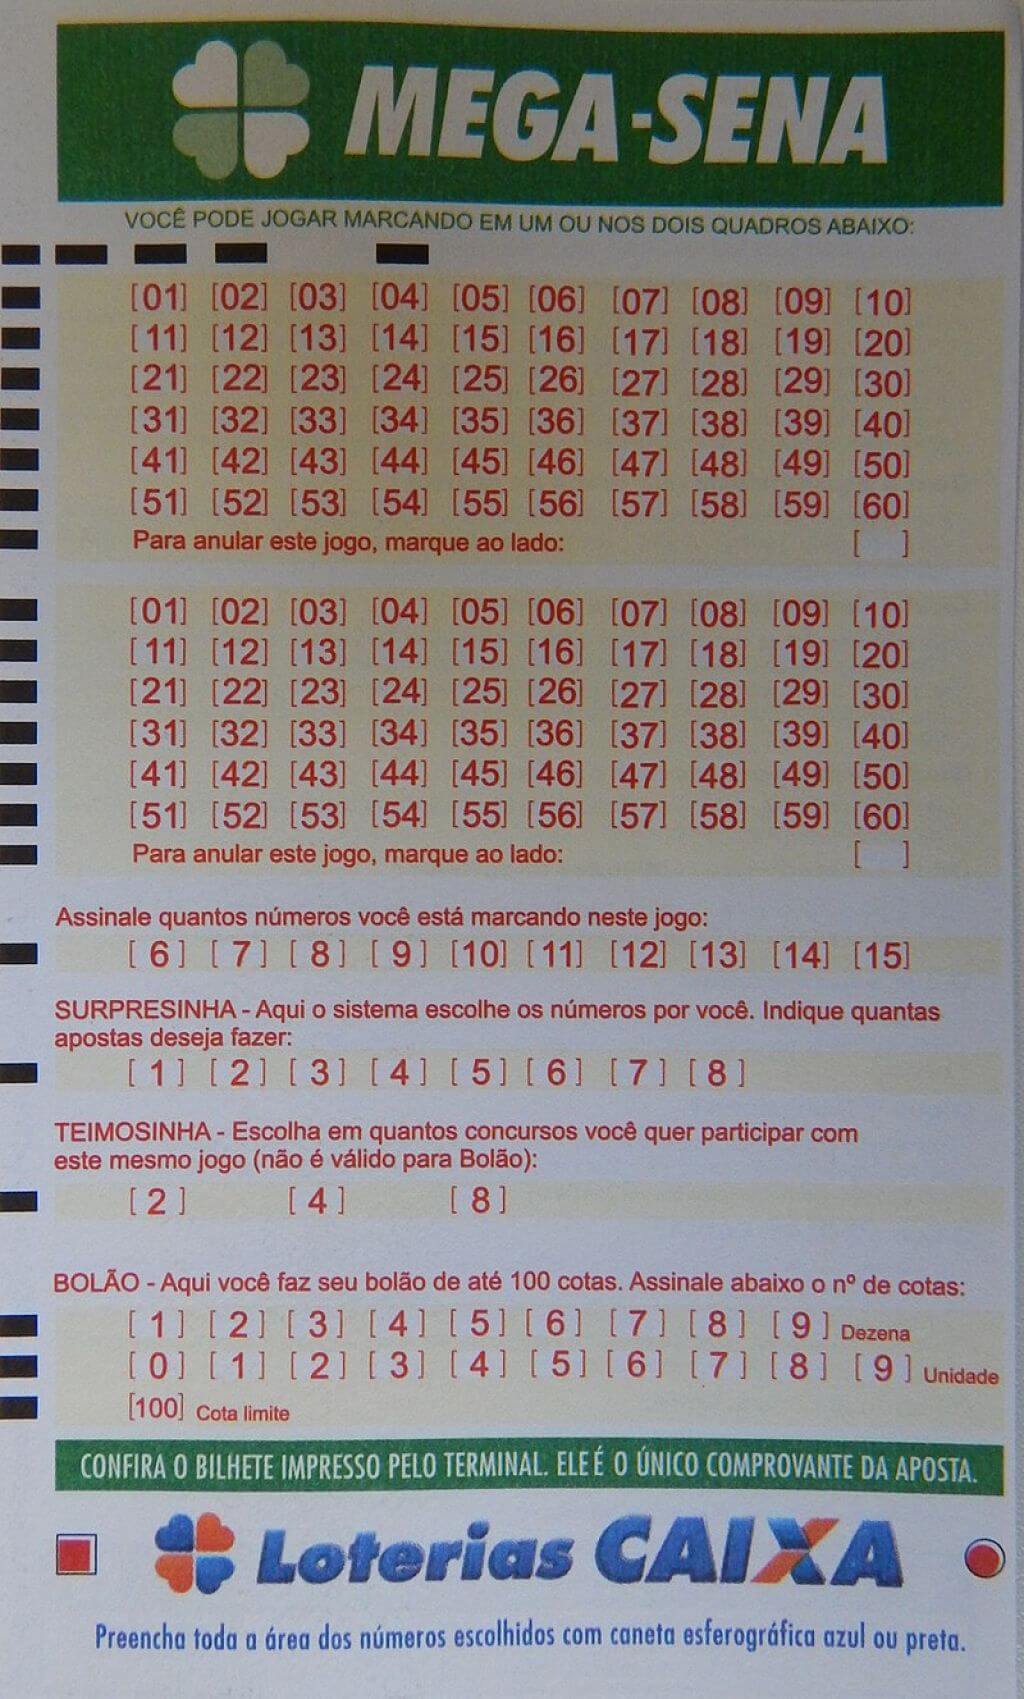 MEGA-SENA
VOCÊ PODE JOGAR MARCANDO EM UM OU NOS DOIS QUADROS ABAIXO:
[01] [02] [03] [04] [05] [06] [07] [08] [09] [10]
[11] [12] [13] [14] [15] [16] [17] [18] [19] [20]
[21] [22] [23] [24] [25] [26] [27] [28] [29] [30]
[31] [32] [33] [34] [35] [36] [37] [38] [39] [40]
[41] [42] [43] [44] [45] [46] [47] [48] [49] [50]
[51] [52] [53] [54] [55] [56] [57] [58] [59] [60]
Para anular este jogo, marque ao lado: [ ]
[01] [02] [03] [04] [05] [06] [07] [08] [09] [10]
[11] [12] [13] [14] [15] [16] [17] [18] [19] [20]
[21] [22] [23] [24] [25] [26] [27] [28] [29] [30]
[31] [32] [33] [34] [35] [36] [37] [38] [39] [40]
[41] [42] [43] [44] [45] [46] [47] [48] [49] [50]
[51] [52] [53] [54] [55] [56] [57] [58] [59] [60]
Para anular este jogo, marque ao lado: [ ]
Assinale quantos números você está marcando neste jogo:
[ 6 ] [ 7 ] [ 8 ] [ 9 ] [10] [11] [12] [13] [14] [15]
SURPRESINHA - Aqui o sistema escolhe os números por você. Indique quantas
apostas deseja fazer:
[ 1 ] [ 2 ] [ 3 ] [ 4 ] [ 5 ] [ 6 ] [ 7 ] [ 8 ]
TEIMOSINHA - Escolha em quantos concursos você quer participar com
este mesmo jogo (não é válido para Bolão):
[ 2 ] [ 4 ] [ 8 ]
BOLÃO - Aqui você faz seu bolão de até 100 cotas. Assinale abaixo o nº de cotas:
[ 1 ] [ 2 ] [ 3 ] [ 4 ] [ 5 ] [ 6 ] [ 7 ] [ 8 ] [ 9 ] Dezena
[ 0 ] [ 1 ] [ 2 ] [ 3 ] [ 4 ] [ 5 ] [ 6 ] [ 7 ] [ 8 ] [ 9 ] Unidade
[100] Cota limite
CONFIRA O BILHETE IMPRESSO PELO TERMINAL. ELE É O ÚNICO COMPROVANTE DA APOSTA.
Loterias CAIXA
Preencha toda a área dos números escolhidos com caneta esferográfica azul ou preta.